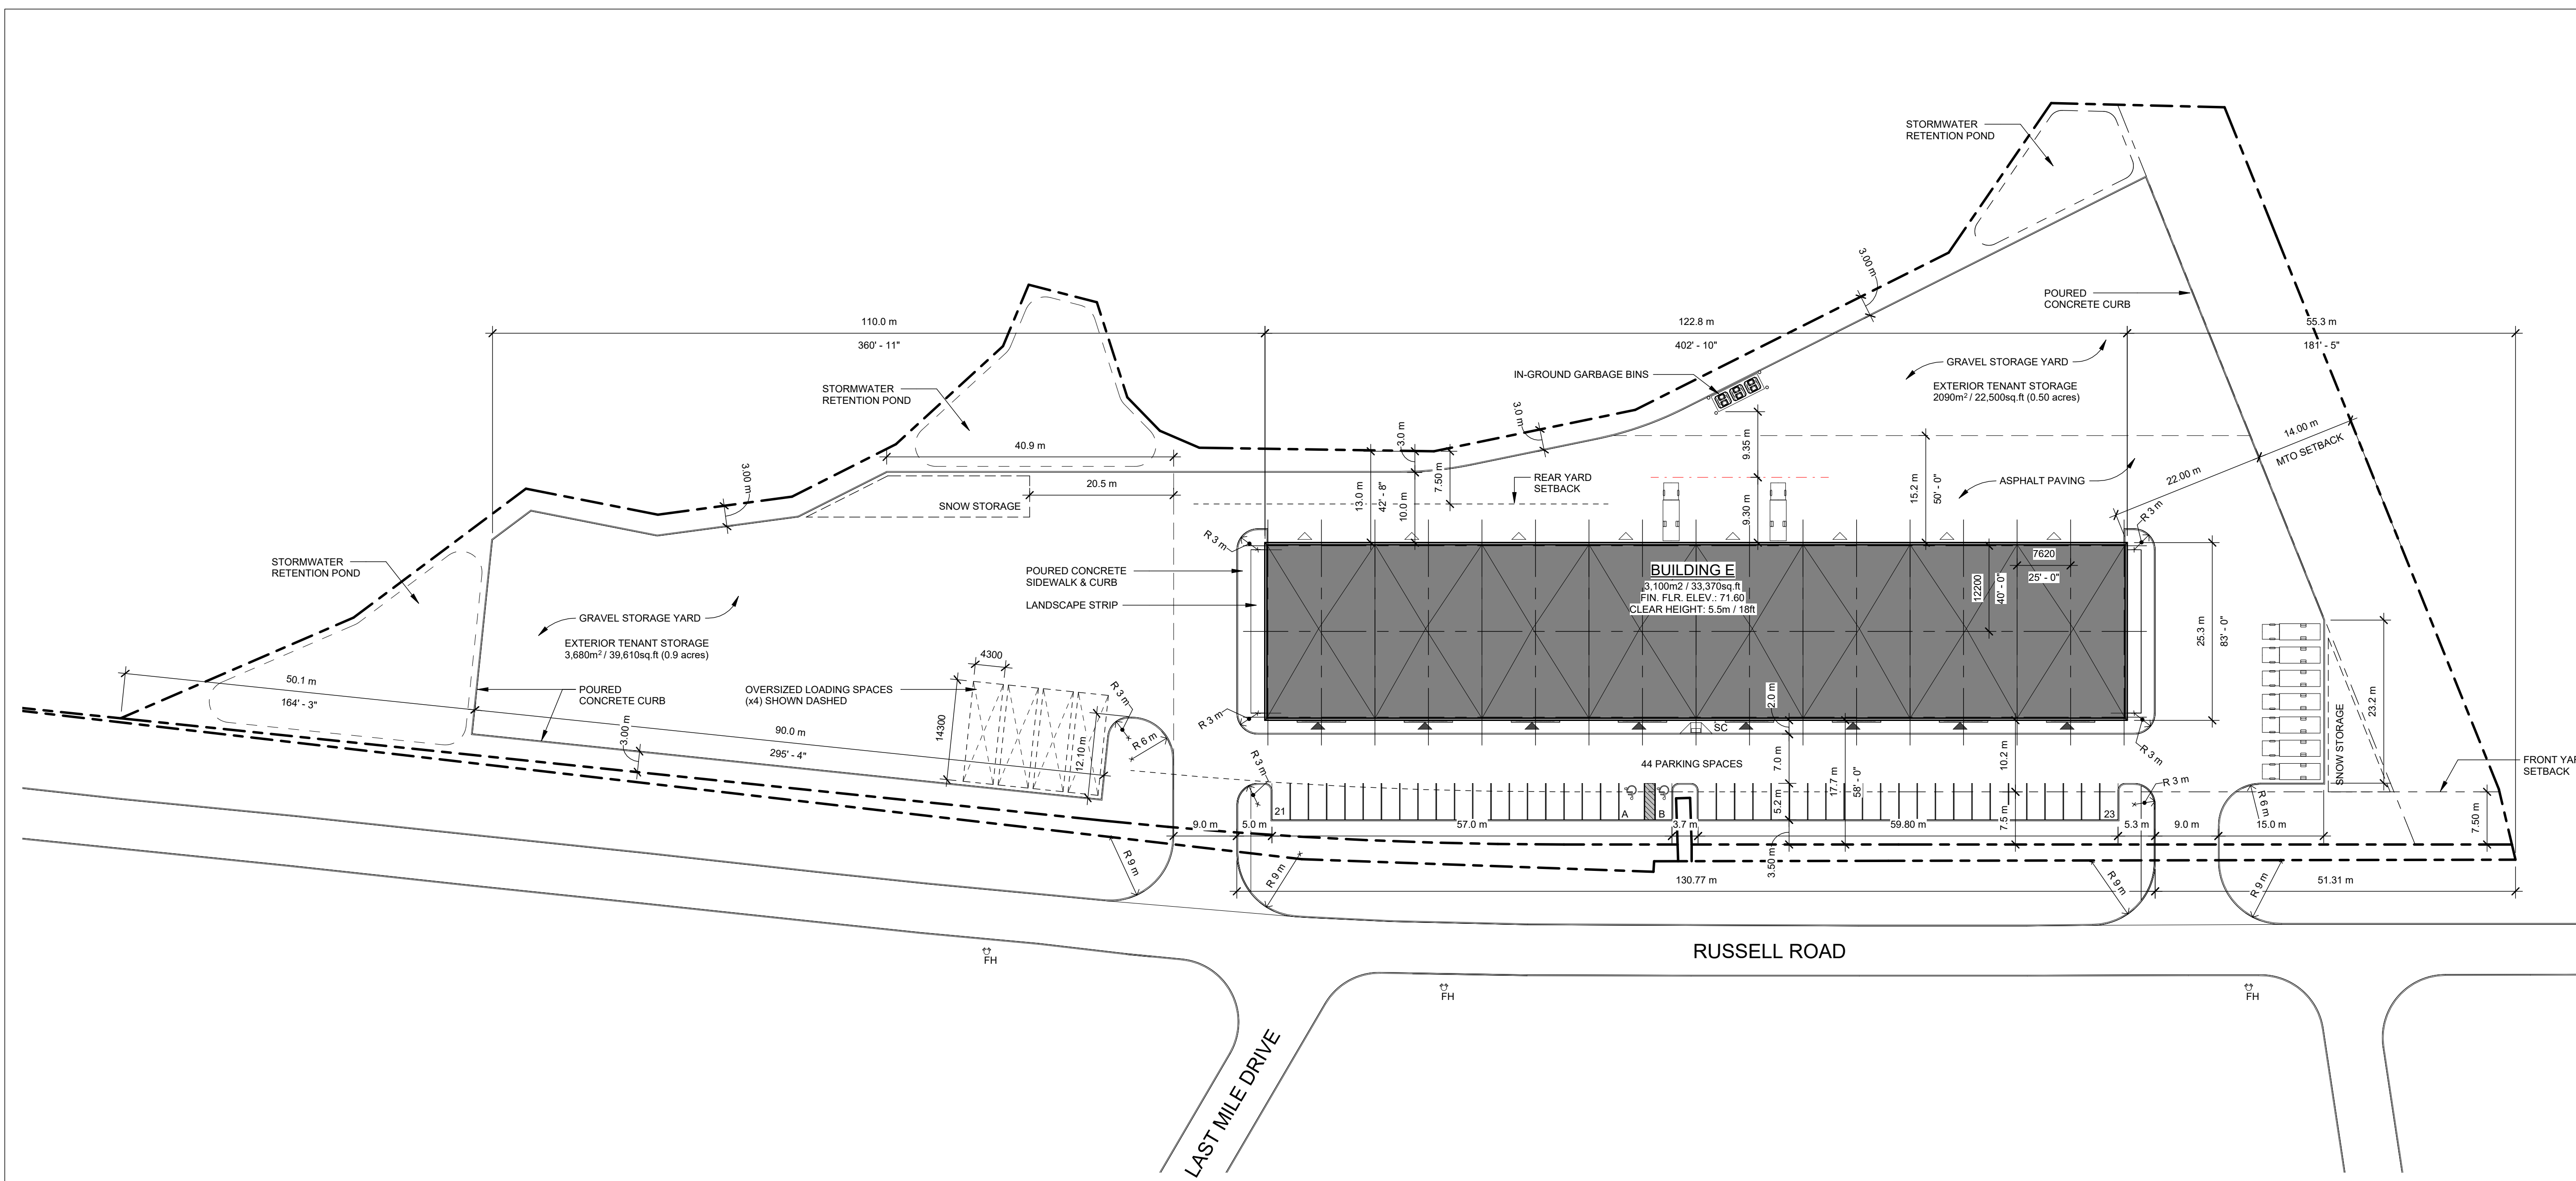 STORMWATER
RETENTION POND
3.00 m
POURED
CONCRETE CURB
110.0 m
360' - 11"
122.8 m
402' - 10"
55.3 m
181' - 5"
GRAVEL STORAGE YARD
EXTERIOR TENANT STORAGE
2090m² / 22,500sq.ft (0.50 acres)
IN-GROUND GARBAGE BINS
STORMWATER
RETENTION POND
3.0 m
3.0 m
9.35 m
14.00 m
MTO SETBACK
40.9 m
3.00 m
20.5 m
7.50 m
REAR YARD
SETBACK
22.00 m
ASPHALT PAVING
SNOW STORAGE
13.0 m
42' - 8"
10.0 m
9.30 m
15.2 m
50' - 0"
R 3 m
R 3 m
STORMWATER
RETENTION POND
POURED CONCRETE
SIDEWALK & CURB
LANDSCAPE STRIP
BUILDING E
3,100m2 / 33,370sq.ft
FIN. FLR. ELEV.: 71.60
CLEAR HEIGHT: 5.5m / 18ft
7620
25' - 0"
12200
40' - 0"
25.3 m
83' - 0"
GRAVEL STORAGE YARD
EXTERIOR TENANT STORAGE
3,680m² / 39,610sq.ft (0.9 acres)
4300
50.1 m
164' - 3"
POURED
CONCRETE CURB
OVERSIZED LOADING SPACES
(x4) SHOWN DASHED
R 3 m
R 3 m
2.0 m
SC
23.2 m
SNOW STORAGE
14300
3.00 m
90.0 m
295' - 4"
12.10 m
R 6 m
R 3 m
7.0 m
44 PARKING SPACES
17.7 m
58' - 0"
10.2 m
R 3 m
R 3 m
FRONT YAR
SETBACK
21
A
B
5.2 m
23
R 6 m
7.50 m
9.0 m
5.0 m
57.0 m
3.7 m
59.80 m
7.5 m
5.3 m
9.0 m
15.0 m
R 9 m
R 9 m
3.50 m
130.77 m
R 9 m
R 9 m
51.31 m
RUSSELL ROAD
FH
FH
FH
LAST MILE DRIVE